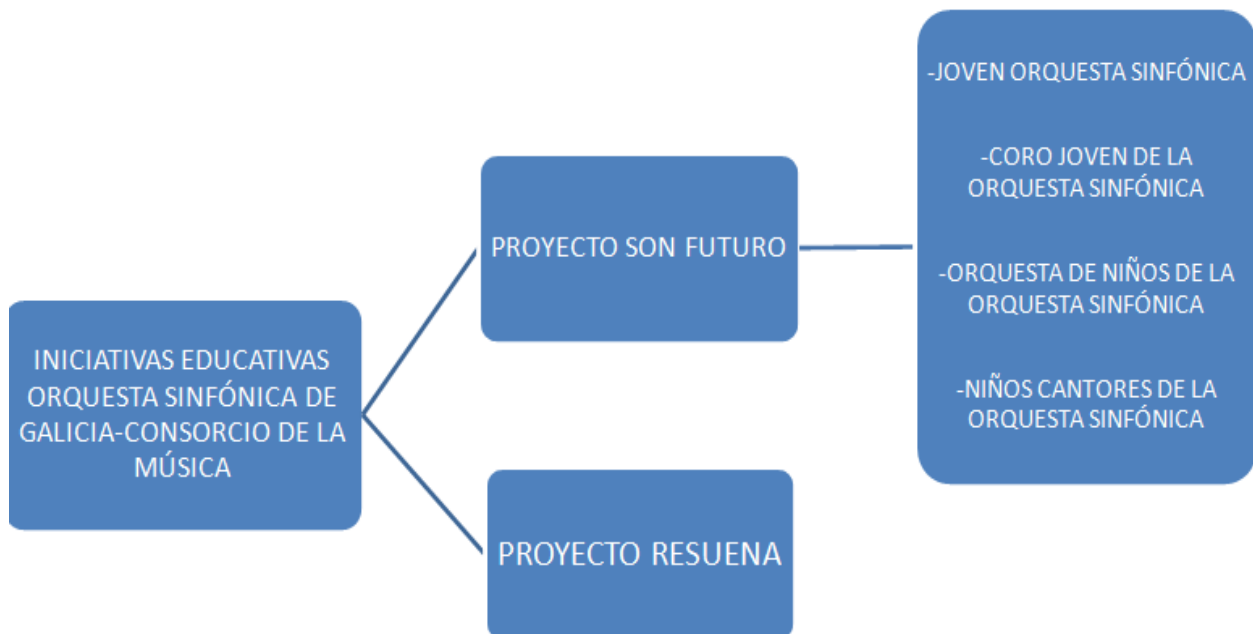 INICIATIVAS EDUCATIVAS
ORQUESTA SINFÓNICA DE
GALICIA-CONSORCIO DE LA
MÚSICA
PROYECTO SON FUTURO
-JOVEN ORQUESTA SINFÓNICA
-CORO JOVEN DE LA
ORQUESTA SINFÓNICA
-ORQUESTA DE NIÑOS DE LA
ORQUESTA SINFÓNICA
-NIÑOS CANTORES DE LA
ORQUESTA SINFÓNICA
PROYECTO RESUENA